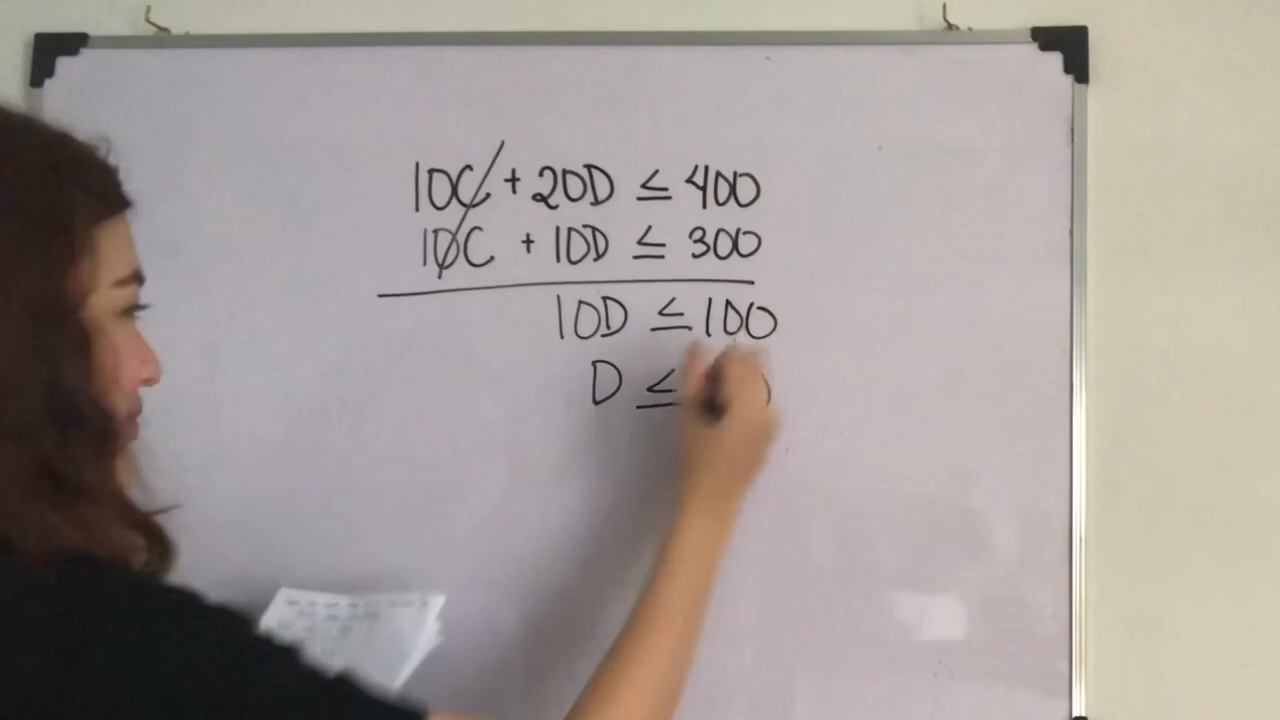 10C + 20D ≤ 400
10C + 10D ≤ 300
10D ≤ 100
D ≤